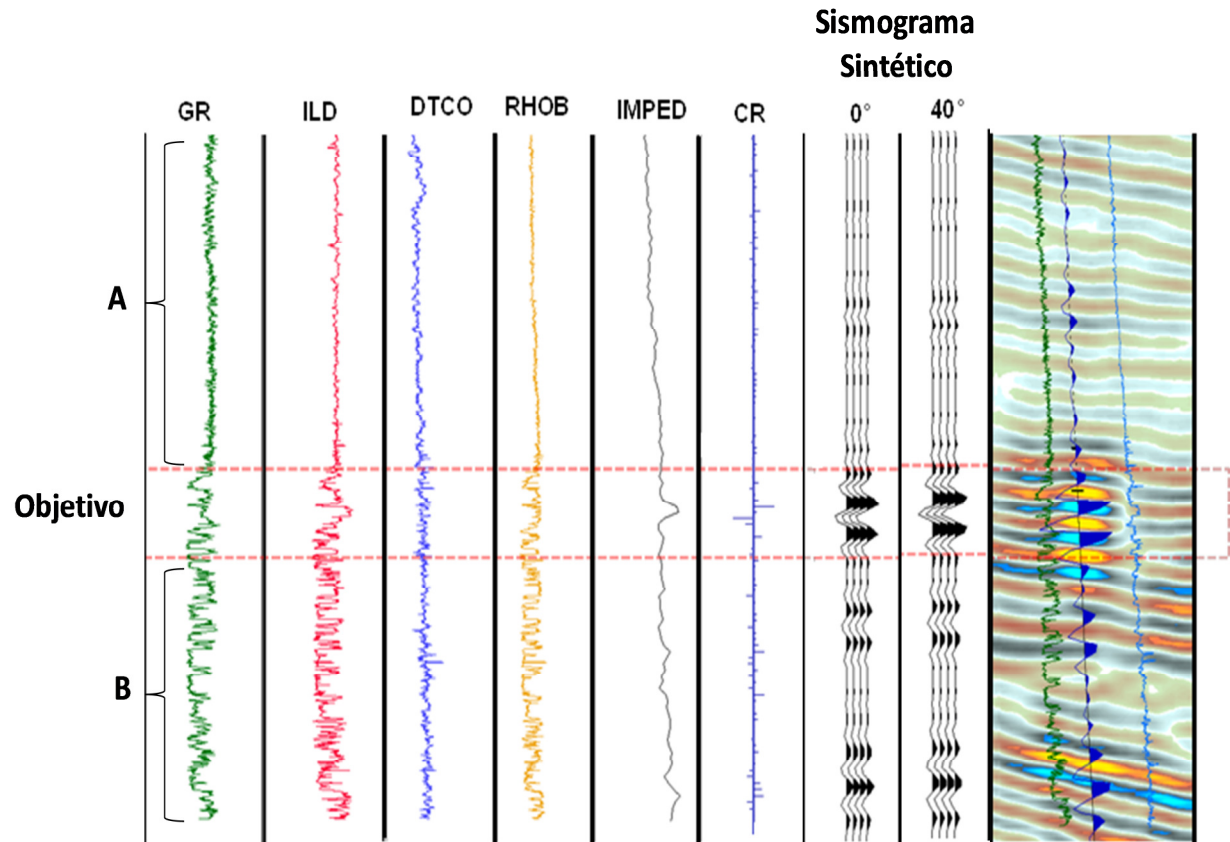 Sismograma
Sintético
GR ILD DTCO RHOB IMPED CR 0° 40°
A
Objetivo
B